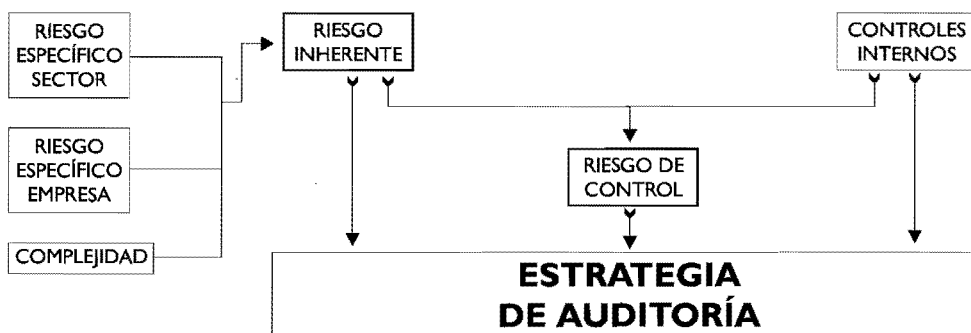 RIESGO
ESPECÍFICO
SECTOR
RIESGO
ESPECÍFICO
EMPRESA
COMPLEJIDAD
RIESGO
INHERENTE
CONTROLES
INTERNOS
RIESGO DE
CONTROL
ESTRATEGIA
DE AUDITORÍA